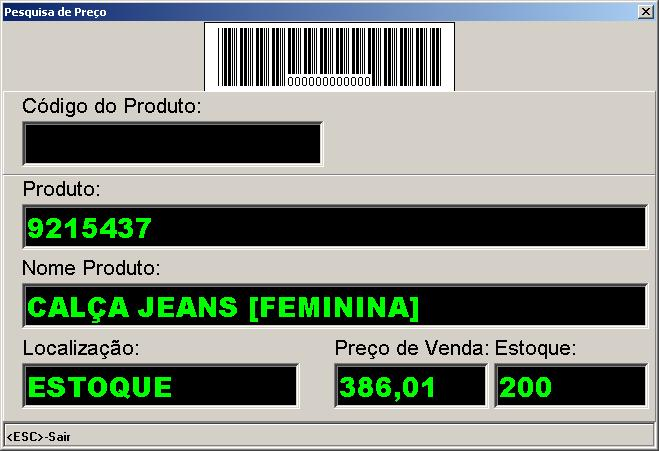 Pesquisa de Preço
000000000000
Código do Produto:
Produto:
9215437
Nome Produto:
CALÇA JEANS [FEMININA]
Localização: Preço de Venda: Estoque:
ESTOQUE 386,01 200
<ESC>-Sair